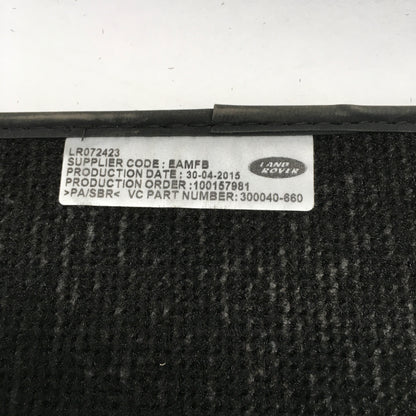 LR072423
SUPPLIER CODE : EAMFB
PRODUCTION DATE : 30-04-2015
PRODUCTION ORDER :100157981
>PA/SBR< VC PART NUMBER: 300040-660
LAND
ROVER